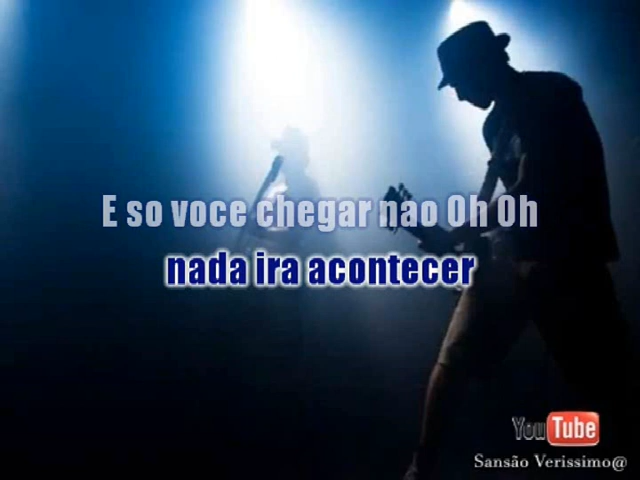 E so voce chegar nao Oh Oh
nada ira acontecer
YouTube
Sansão Verissimo@